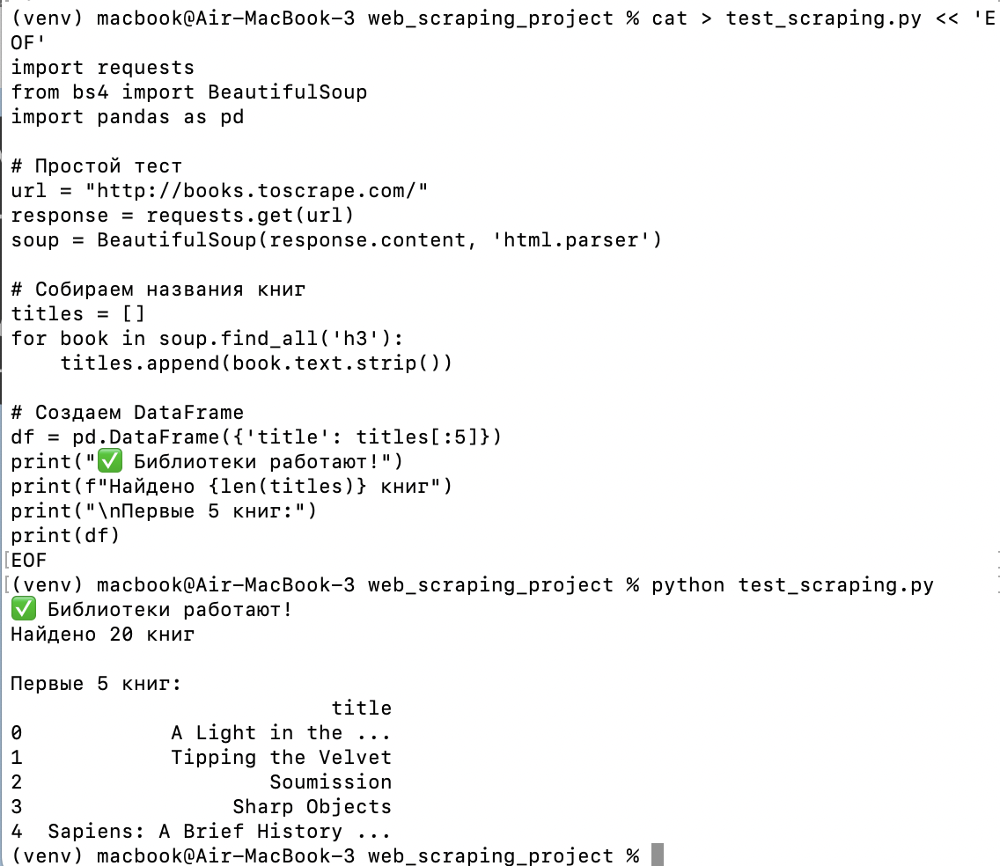 (venv) macbook@Air-MacBook-3 web_scraping_project % cat > test_scraping.py << 'E
OF'
import requests
from bs4 import BeautifulSoup
import pandas as pd

# Простой тест
url = "http://books.toscrape.com/"
response = requests.get(url)
soup = BeautifulSoup(response.content, 'html.parser')

# Собираем названия книг
titles = []
for book in soup.find_all('h3'):
    titles.append(book.text.strip())

# Создаем DataFrame
df = pd.DataFrame({'title': titles[:5]})
print("✅ Библиотеки работают!")
print(f"Найдено {len(titles)} книг")
print("\nПервые 5 книг:")
print(df)
EOF
(venv) macbook@Air-MacBook-3 web_scraping_project % python test_scraping.py
✅ Библиотеки работают!
Найдено 20 книг

Первые 5 книг:
                          title
0            A Light in the ...
1            Tipping the Velvet
2                    Soumission
3                 Sharp Objects
4  Sapiens: A Brief History ...
(venv) macbook@Air-MacBook-3 web_scraping_project %